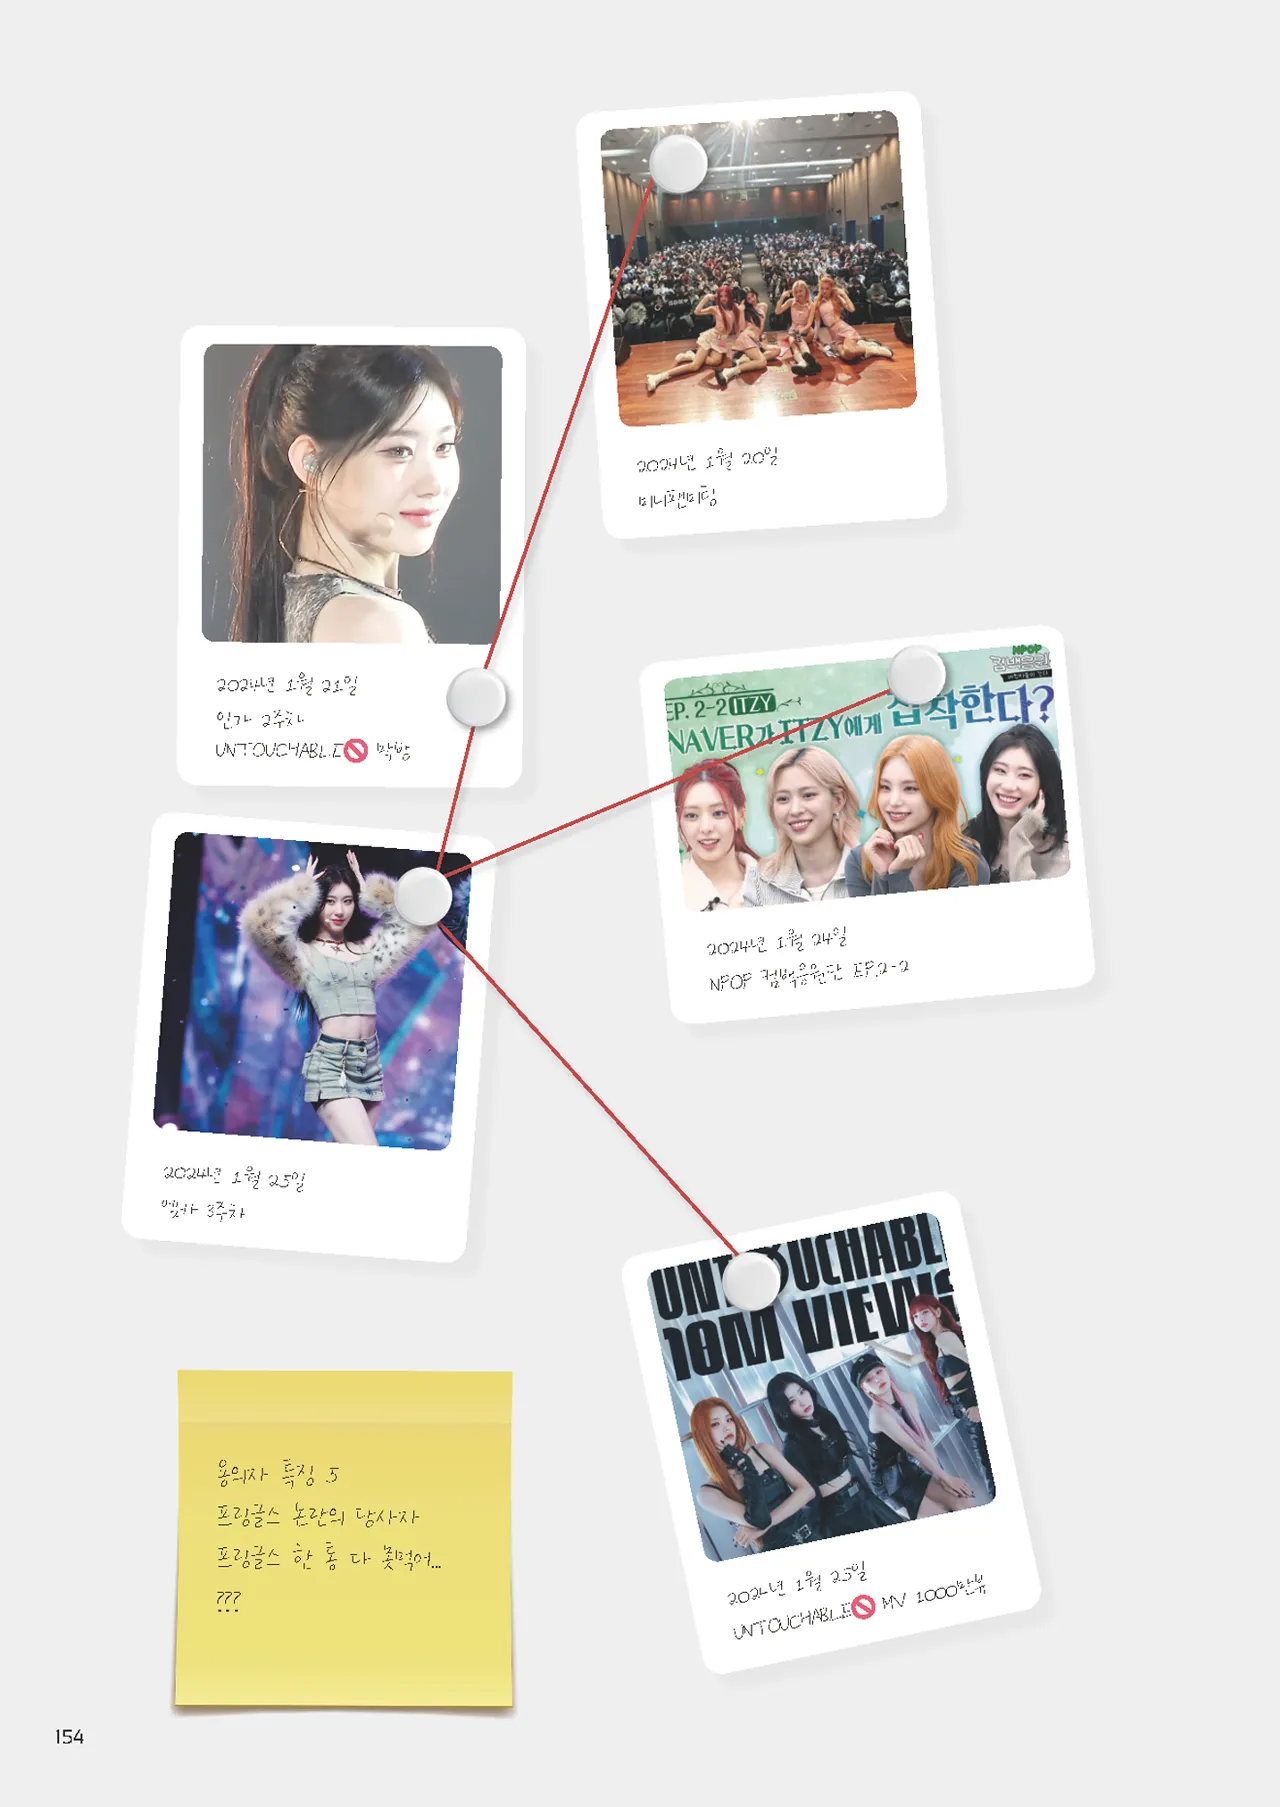 2024년 1월 20일
미니팬미팅
2024년 1월 21일
인가 2주차
UNTOUCHABLE🚫 막방
NPOP
컴백응원단
EP. 2-2 ITZY
NAVER가 ITZY에게 집착한다?
2024년 1월 24일
NPOP 컴백응원단 EP.2-2
2024년 1월 25일
엠카 3주차
UNTOUCHABLE
10M VIEWS
2024년 1월 25일
UNTOUCHABLE🚫 MV 1000만뷰
용의자 특징 5
프링글스 논란의 당사자
프링글스 한 통 다 못먹어...
???
154